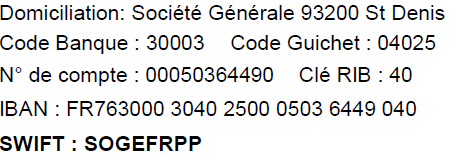 Domiciliation: Société Générale 93200 St Denis
Code Banque : 30003 Code Guichet : 04025
N° de compte : 00050364490 Clé RIB : 40
IBAN : FR763000 3040 2500 0503 6449 040
SWIFT : SOGEFRPP